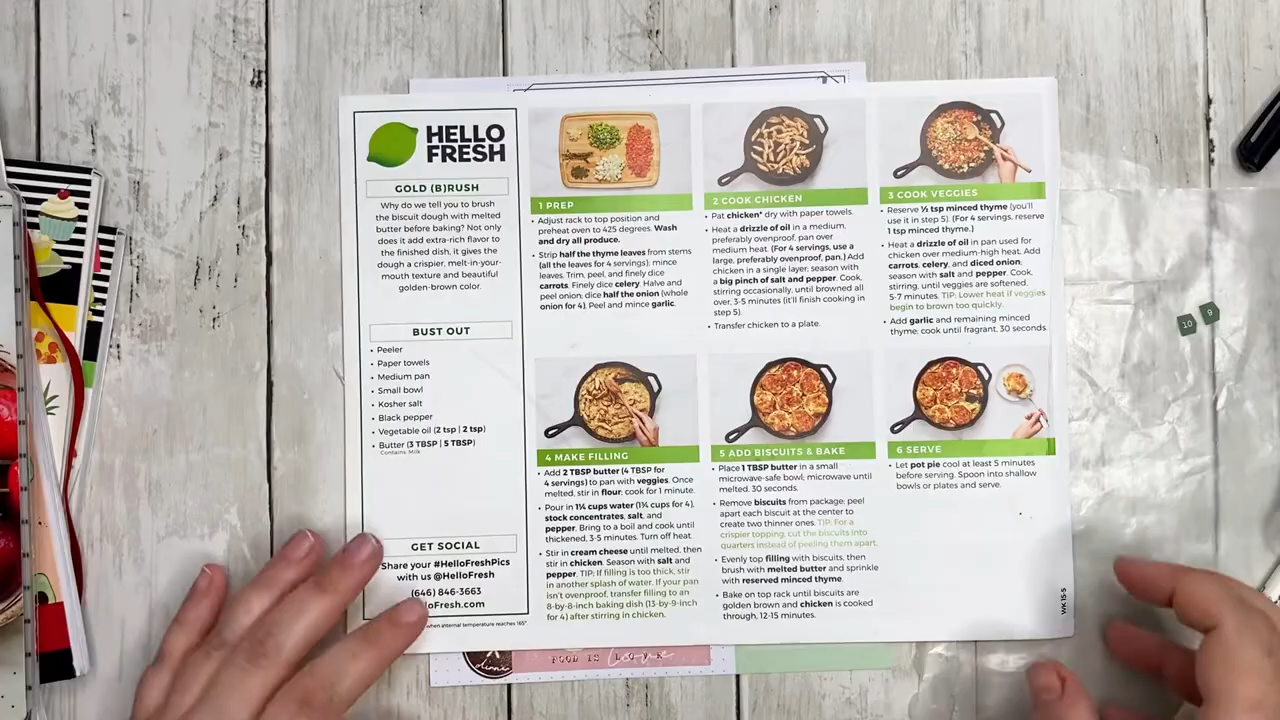 HELLO
FRESH
GOLD (B)RUSH
Why do we tell you to brush
the biscuit dough with melted
butter before baking? Not only
does it add extra-rich flavor to
the finished dish, it gives the
dough a crispier, melt-in-your-
mouth texture and beautiful
golden-brown color.
BUST OUT
• Peeler
• Paper towels
• Medium pan
• Small bowl
• Kosher salt
• Black pepper
• Vegetable oil (2 tsp | 2 tsp)
• Butter (3 TBSP | 5 TBSP)
Contains: Milk
GET SOCIAL
Share your #HelloFreshPics
with us @HelloFresh
(646) 846-3663
loFresh.com
when internal temperature reaches 165°
1 PREP
• Adjust rack to top position and
preheat oven to 425 degrees. Wash
and dry all produce.
• Strip half the thyme leaves from stems
(all the leaves for 4 servings); mince
leaves. Trim, peel, and finely dice
carrots. Finely dice celery. Halve and
peel onion; dice half the onion (whole
onion for 4). Peel and mince garlic.
2 COOK CHICKEN
• Pat chicken* dry with paper towels.
• Heat a drizzle of oil in a medium,
preferably ovenproof, pan over
medium heat. (For 4 servings, use a
large, preferably ovenproof, pan.) Add
chicken in a single layer; season with
a big pinch of salt and pepper. Cook,
stirring occasionally, until browned all
over, 3-5 minutes (it'll finish cooking in
step 5).
• Transfer chicken to a plate.
3 COOK VEGGIES
• Reserve ½ tsp minced thyme (you'll
use it in step 5). (For 4 servings, reserve
1 tsp minced thyme.)
• Heat a drizzle of oil in pan used for
chicken over medium-high heat. Add
carrots, celery, and diced onion;
season with salt and pepper. Cook,
stirring, until veggies are softened,
5-7 minutes. TIP: Lower heat if veggies
begin to brown too quickly.
• Add garlic and remaining minced
thyme; cook until fragrant, 30 seconds.
4 MAKE FILLING
• Add 2 TBSP butter (4 TBSP for
4 servings) to pan with veggies. Once
melted, stir in flour; cook for 1 minute.
• Pour in 1¼ cups water (1¾ cups for 4),
stock concentrates, salt, and
pepper. Bring to a boil and cook until
thickened, 3-5 minutes. Turn off heat.
• Stir in cream cheese until melted, then
stir in chicken. Season with salt and
pepper. TIP: If filling is too thick, stir
in another splash of water. If your pan
isn't ovenproof, transfer filling to an
8-by-8-inch baking dish (13-by-9-inch
for 4) after stirring in chicken.
5 ADD BISCUITS & BAKE
• Place 1 TBSP butter in a small
microwave-safe bowl; microwave until
melted, 30 seconds.
• Remove biscuits from package; peel
apart each biscuit at the center to
create two thinner ones. TIP: For a
crispier topping, cut the biscuits into
quarters instead of peeling them apart.
• Evenly top filling with biscuits, then
brush with melted butter and sprinkle
with reserved minced thyme.
• Bake on top rack until biscuits are
golden brown and chicken is cooked
through, 12-15 minutes.
6 SERVE
• Let pot pie cool at least 5 minutes
before serving. Spoon into shallow
bowls or plates and serve.
WK 15-5
10
9
dinner
FOOD IS Love